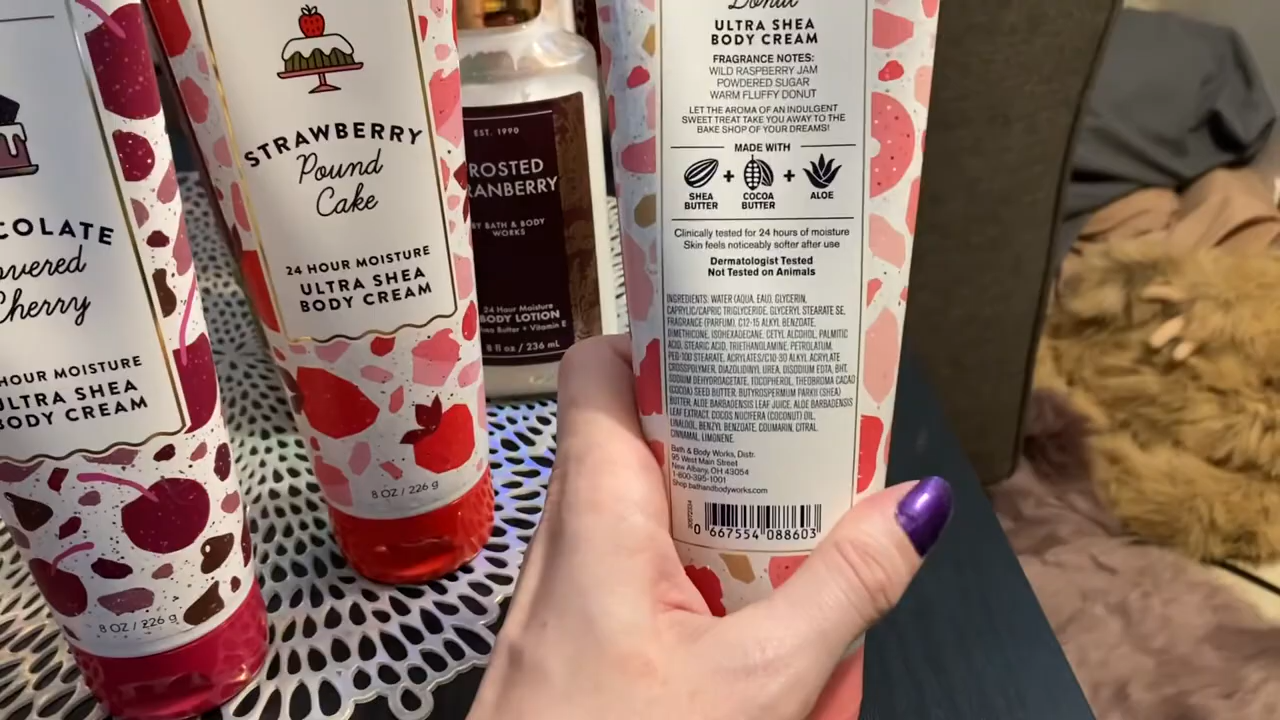 COLATE
overed
Cherry
HOUR MOISTURE
ULTRA SHEA
BODY CREAM
8 OZ / 226 g
STRAWBERRY
Pound
Cake
24 HOUR MOISTURE
ULTRA SHEA
BODY CREAM
8 OZ / 226 g
EST. 1990
ROSTED
RANBERRY
BY BATH & BODY
WORKS
24 Hour Moisture
BODY LOTION
ea Butter + Vitamin E
8 fl oz / 236 mL
Donut
ULTRA SHEA
BODY CREAM
FRAGRANCE NOTES:
WILD RASPBERRY JAM
POWDERED SUGAR
WARM FLUFFY DONUT
LET THE AROMA OF AN INDULGENT
SWEET TREAT TAKE YOU AWAY TO THE
BAKE SHOP OF YOUR DREAMS!
MADE WITH
SHEA BUTTER + COCOA BUTTER + ALOE
Clinically tested for 24 hours of moisture
Skin feels noticeably softer after use
Dermatologist Tested
Not Tested on Animals
INGREDIENTS: WATER (AQUA, EAU), GLYCERIN,
CAPRYLIC/CAPRIC TRIGLYCERIDE, GLYCERYL STEARATE SE,
FRAGRANCE (PARFUM), C12-15 ALKYL BENZOATE,
DIMETHICONE, ISOHEXADECANE, CETYL ALCOHOL, PALMITIC
ACID, STEARIC ACID, TRIETHANOLAMINE, PETROLATUM,
PEG-100 STEARATE, ACRYLATES/C10-30 ALKYL ACRYLATE
CROSSPOLYMER, DIAZOLIDINYL UREA, DISODIUM EDTA, BHT,
SODIUM DEHYDROACETATE, TOCOPHEROL, THEOBROMA CACAO
(COCOA) SEED BUTTER, BUTYROSPERMUM PARKII (SHEA)
BUTTER, ALOE BARBADENSIS LEAF JUICE, ALOE BARBADENSIS
LEAF EXTRACT, COCOS NUCIFERA (COCONUT) OIL,
LINALOOL, BENZYL BENZOATE, COUMARIN, CITRAL,
CINNAMAL, LIMONENE.
Bath & Body Works, Distr.
95 West Main Street
New Albany, OH 43054
1-800-395-1001
Shop bathandbodyworks.com
0 667554 088603